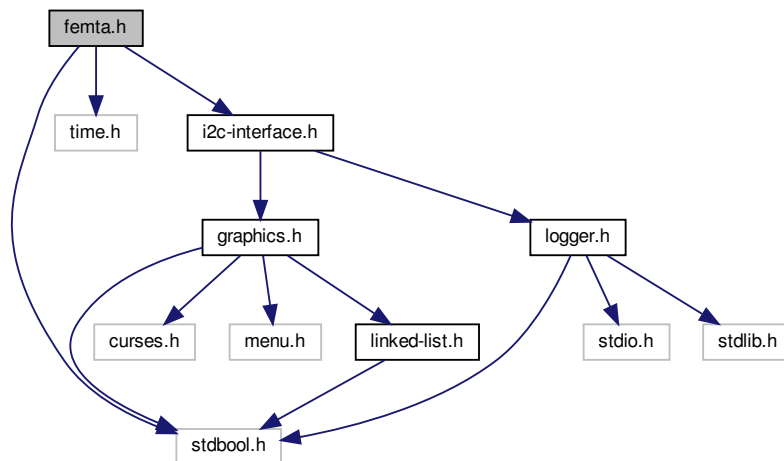 femta.h
time.h
i2c-interface.h
graphics.h
logger.h
curses.h
menu.h
linked-list.h
stdio.h
stdlib.h
stdbool.h